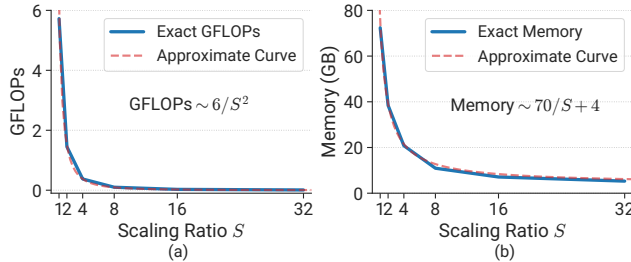 6
4
2
0
GFLOPs
Exact GFLOPs
Approximate Curve
GFLOPs ∼ 6/S²
1 2 4 8 16 32
Scaling Ratio S
(a)
80
60
40
20
0
Memory (GB)
Exact Memory
Approximate Curve
Memory ∼ 70/S + 4
1 2 4 8 16 32
Scaling Ratio S
(b)